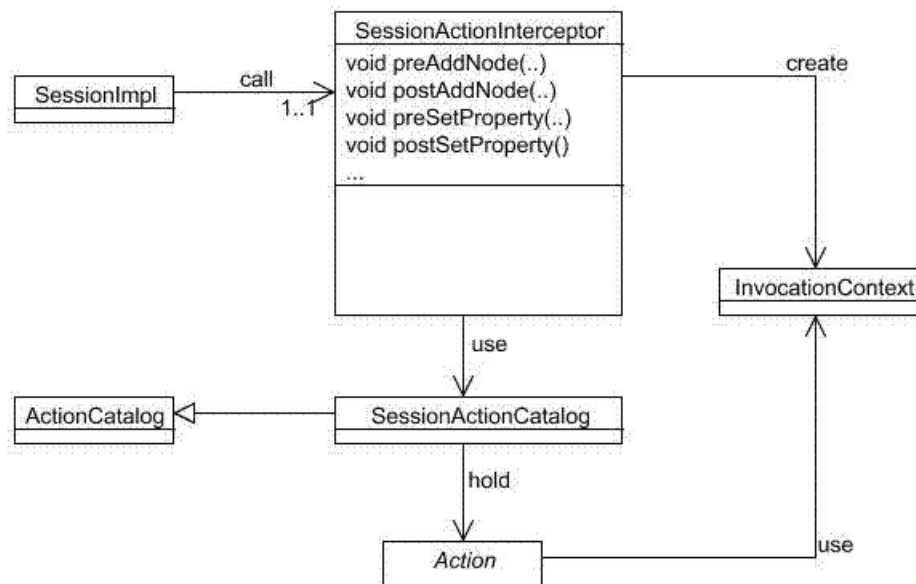 SessionActionInterceptor
void preAddNode(..)
void postAddNode(..)
void preSetProperty(..)
void postSetProperty()
...
create
call
1..1
SessionImpl
InvocationContext
use
ActionCatalog
SessionActionCatalog
hold
Action
use